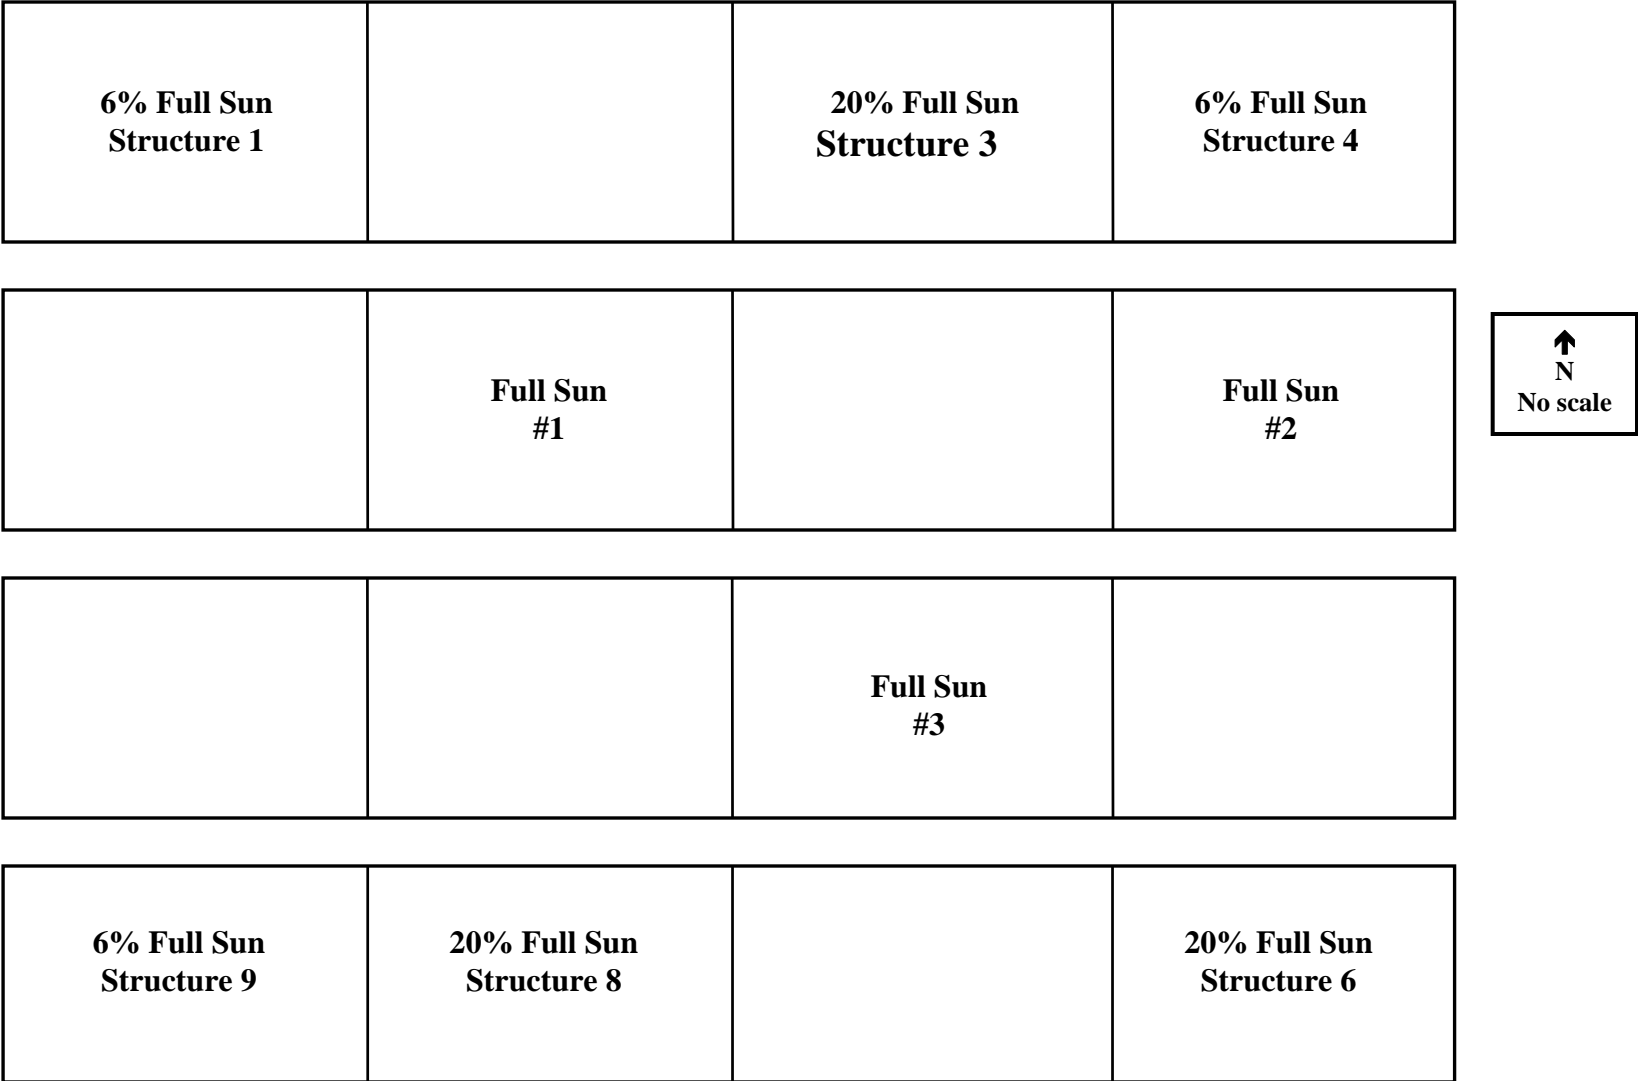 6% Full Sun
Structure 1
20% Full Sun
Structure 3
6% Full Sun
Structure 4
Full Sun
#1
Full Sun
#2
N
No scale
Full Sun
#3
6% Full Sun
Structure 9
20% Full Sun
Structure 8
20% Full Sun
Structure 6